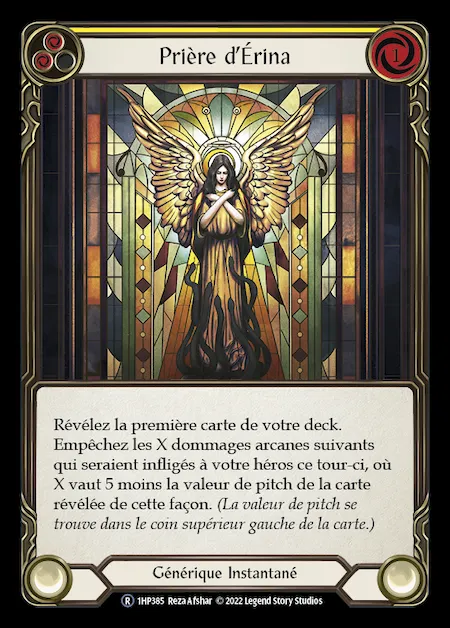 Prière d'Érina
1
Révélez la première carte de votre deck.
Empêchez les X dommages arcanes suivants
qui seraient infligés à votre héros ce tour-ci, où
X vaut 5 moins la valeur de pitch de la carte
révélée de cette façon. (La valeur de pitch se
trouve dans le coin supérieur gauche de la carte.)
Générique Instantané
R 1HP385 Reza Afshar © 2022 Legend Story Studios